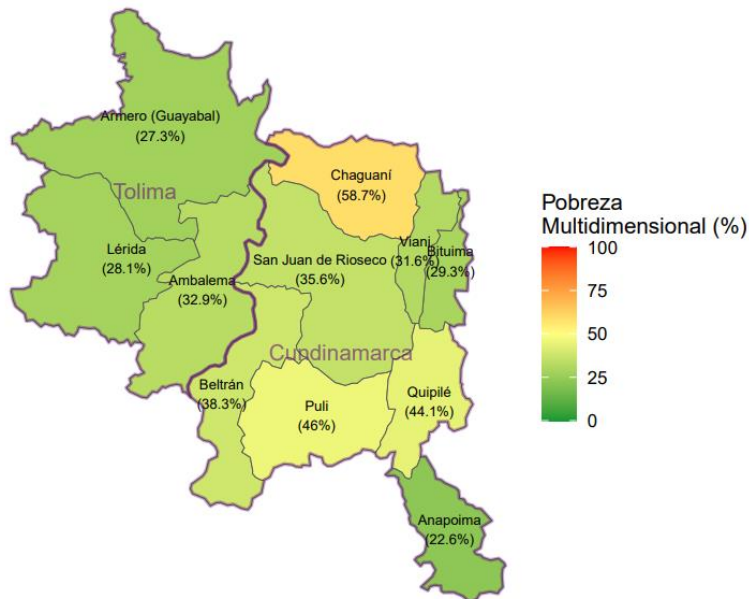 Armero (Guayabal)
(27.3%)
Tolima
Chaguaní
(58.7%)
Lérida
(28.1%)
Ambalema
(32.9%)
San Juan de Rioseco
(35.6%)
Vianí
(31.6%)
Bituima
(29.3%)
Cundinamarca
Beltrán
(38.3%)
Puli
(46%)
Quipilé
(44.1%)
Anapoima
(22.6%)
Pobreza
Multidimensional (%)
100
75
50
25
0